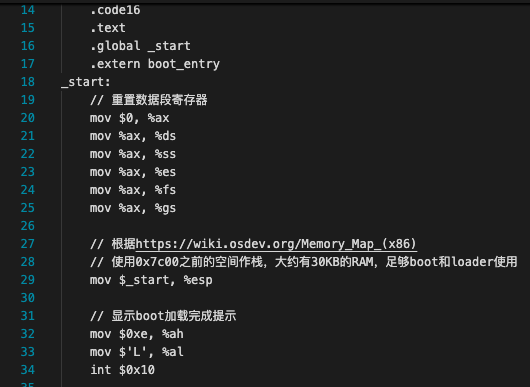 14 .code16
15 .text
16 .global _start
17 .extern boot_entry
18 _start:
19 // 重置数据段寄存器
20 mov $0, %ax
21 mov %ax, %ds
22 mov %ax, %ss
23 mov %ax, %es
24 mov %ax, %fs
25 mov %ax, %gs
26
27 // 根据https://wiki.osdev.org/Memory_Map_(x86)
28 // 使用0x7c00之前的空间作栈，大约有30KB的RAM，足够boot和loader使用
29 mov $_start, %esp
30
31 // 显示boot加载完成提示
32 mov $0xe, %ah
33 mov $'L', %al
34 int $0x10